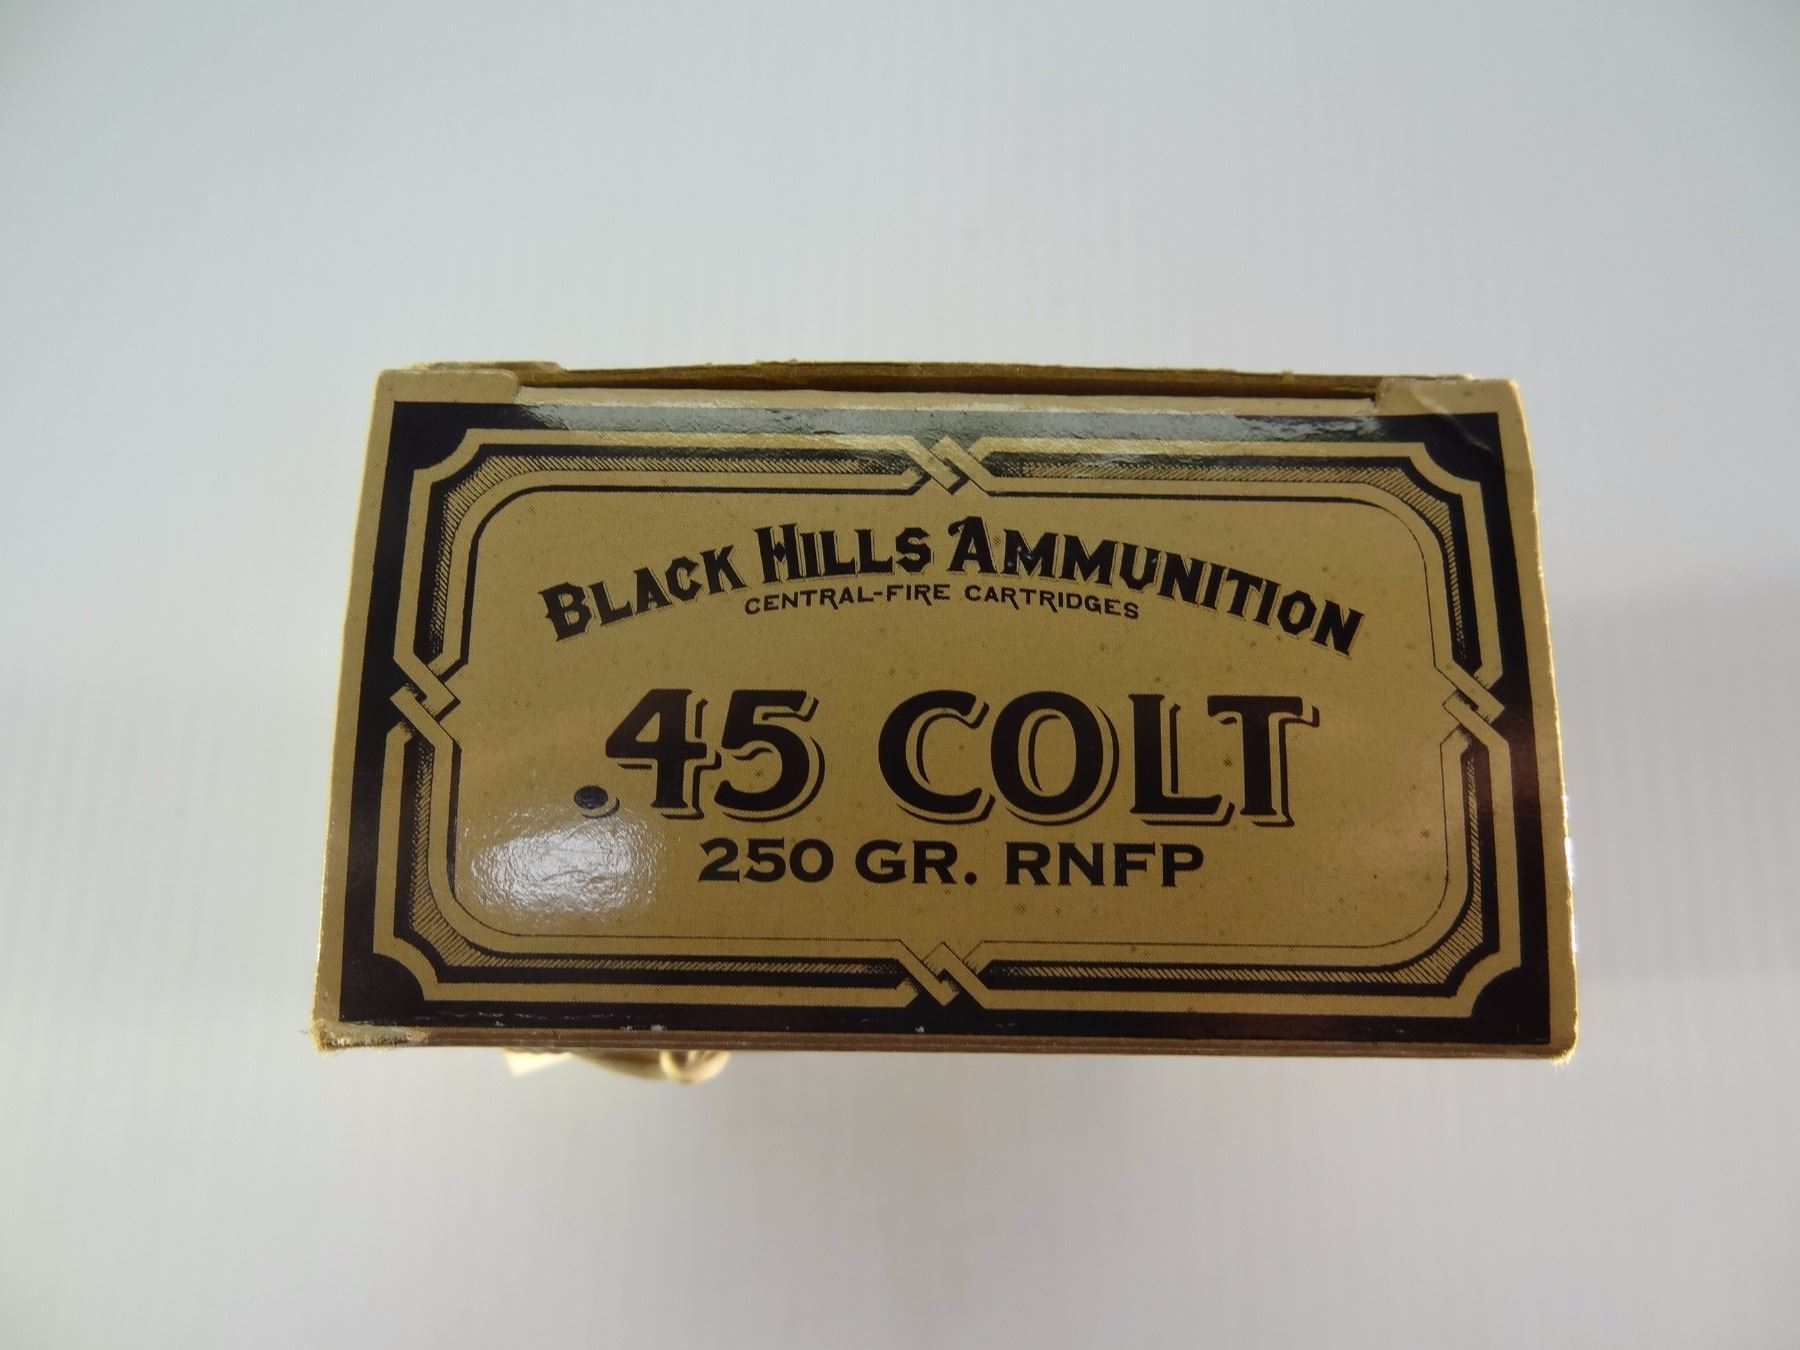 BLACK HILLS AMMUNITION
CENTRAL-FIRE CARTRIDGES
.45 COLT
250 GR. RNFP